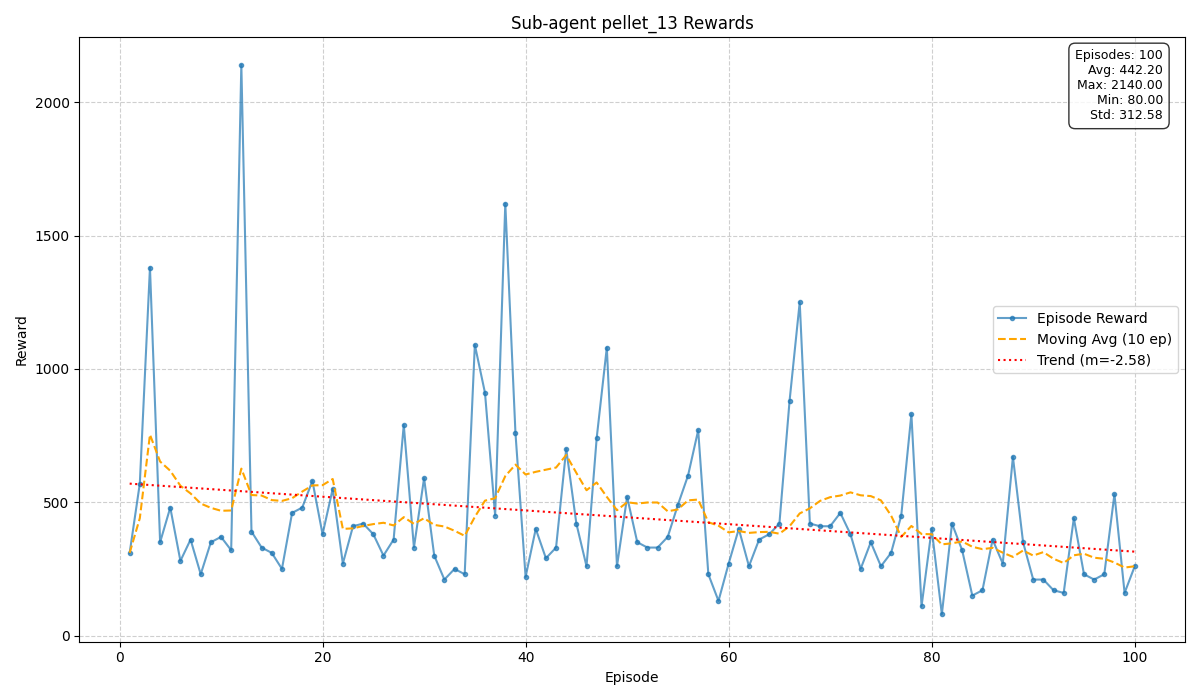 Sub-agent pellet_13 Rewards
Episodes: 100
Avg: 442.20
Max: 2140.00
Min: 80.00
Std: 312.58
2000
1500
1000
500
0
Reward
Episode Reward
Moving Avg (10 ep)
Trend (m=-2.58)
0 20 40 60 80 100
Episode